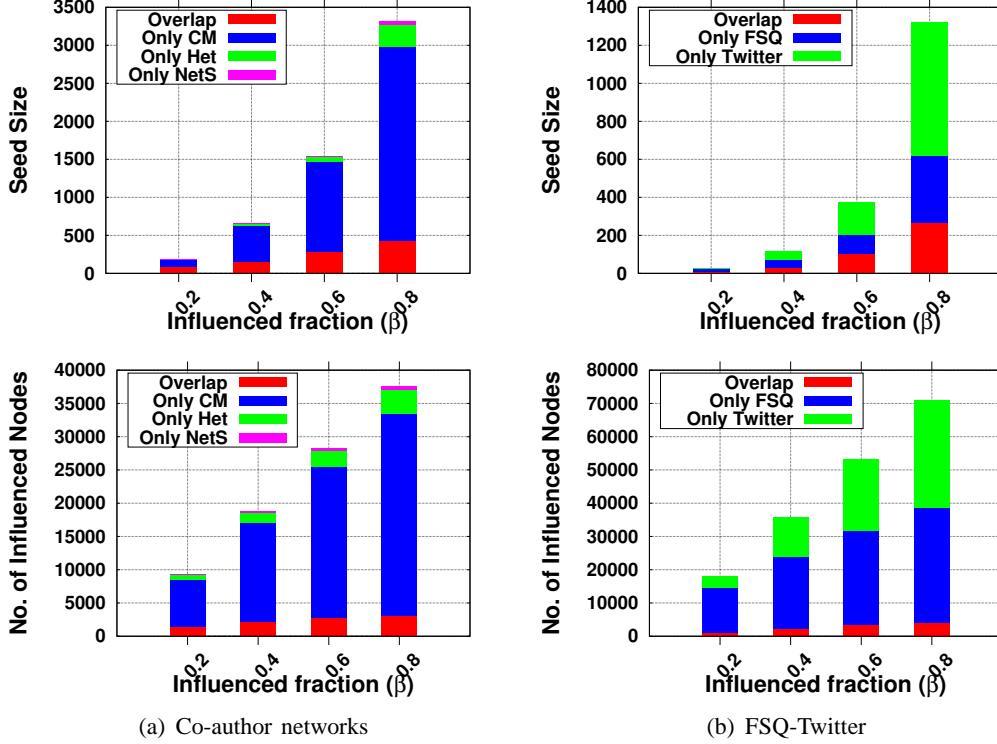 Seed Size
3500
3000
2500
2000
1500
1000
500
0
Overlap
Only CM
Only Het
Only NetS
0.2
0.4
0.6
0.8
Influenced fraction (β)
Seed Size
1400
1200
1000
800
600
400
200
0
Overlap
Only FSQ
Only Twitter
0.2
0.4
0.6
0.8
Influenced fraction (β)
No. of Influenced Nodes
40000
35000
30000
25000
20000
15000
10000
5000
0
Overlap
Only CM
Only Het
Only NetS
0.2
0.4
0.6
0.8
Influenced fraction (β)
(a) Co-author networks
No. of Influenced Nodes
80000
70000
60000
50000
40000
30000
20000
10000
0
Overlap
Only FSQ
Only Twitter
0.2
0.4
0.6
0.8
Influenced fraction (β)
(b) FSQ-Twitter